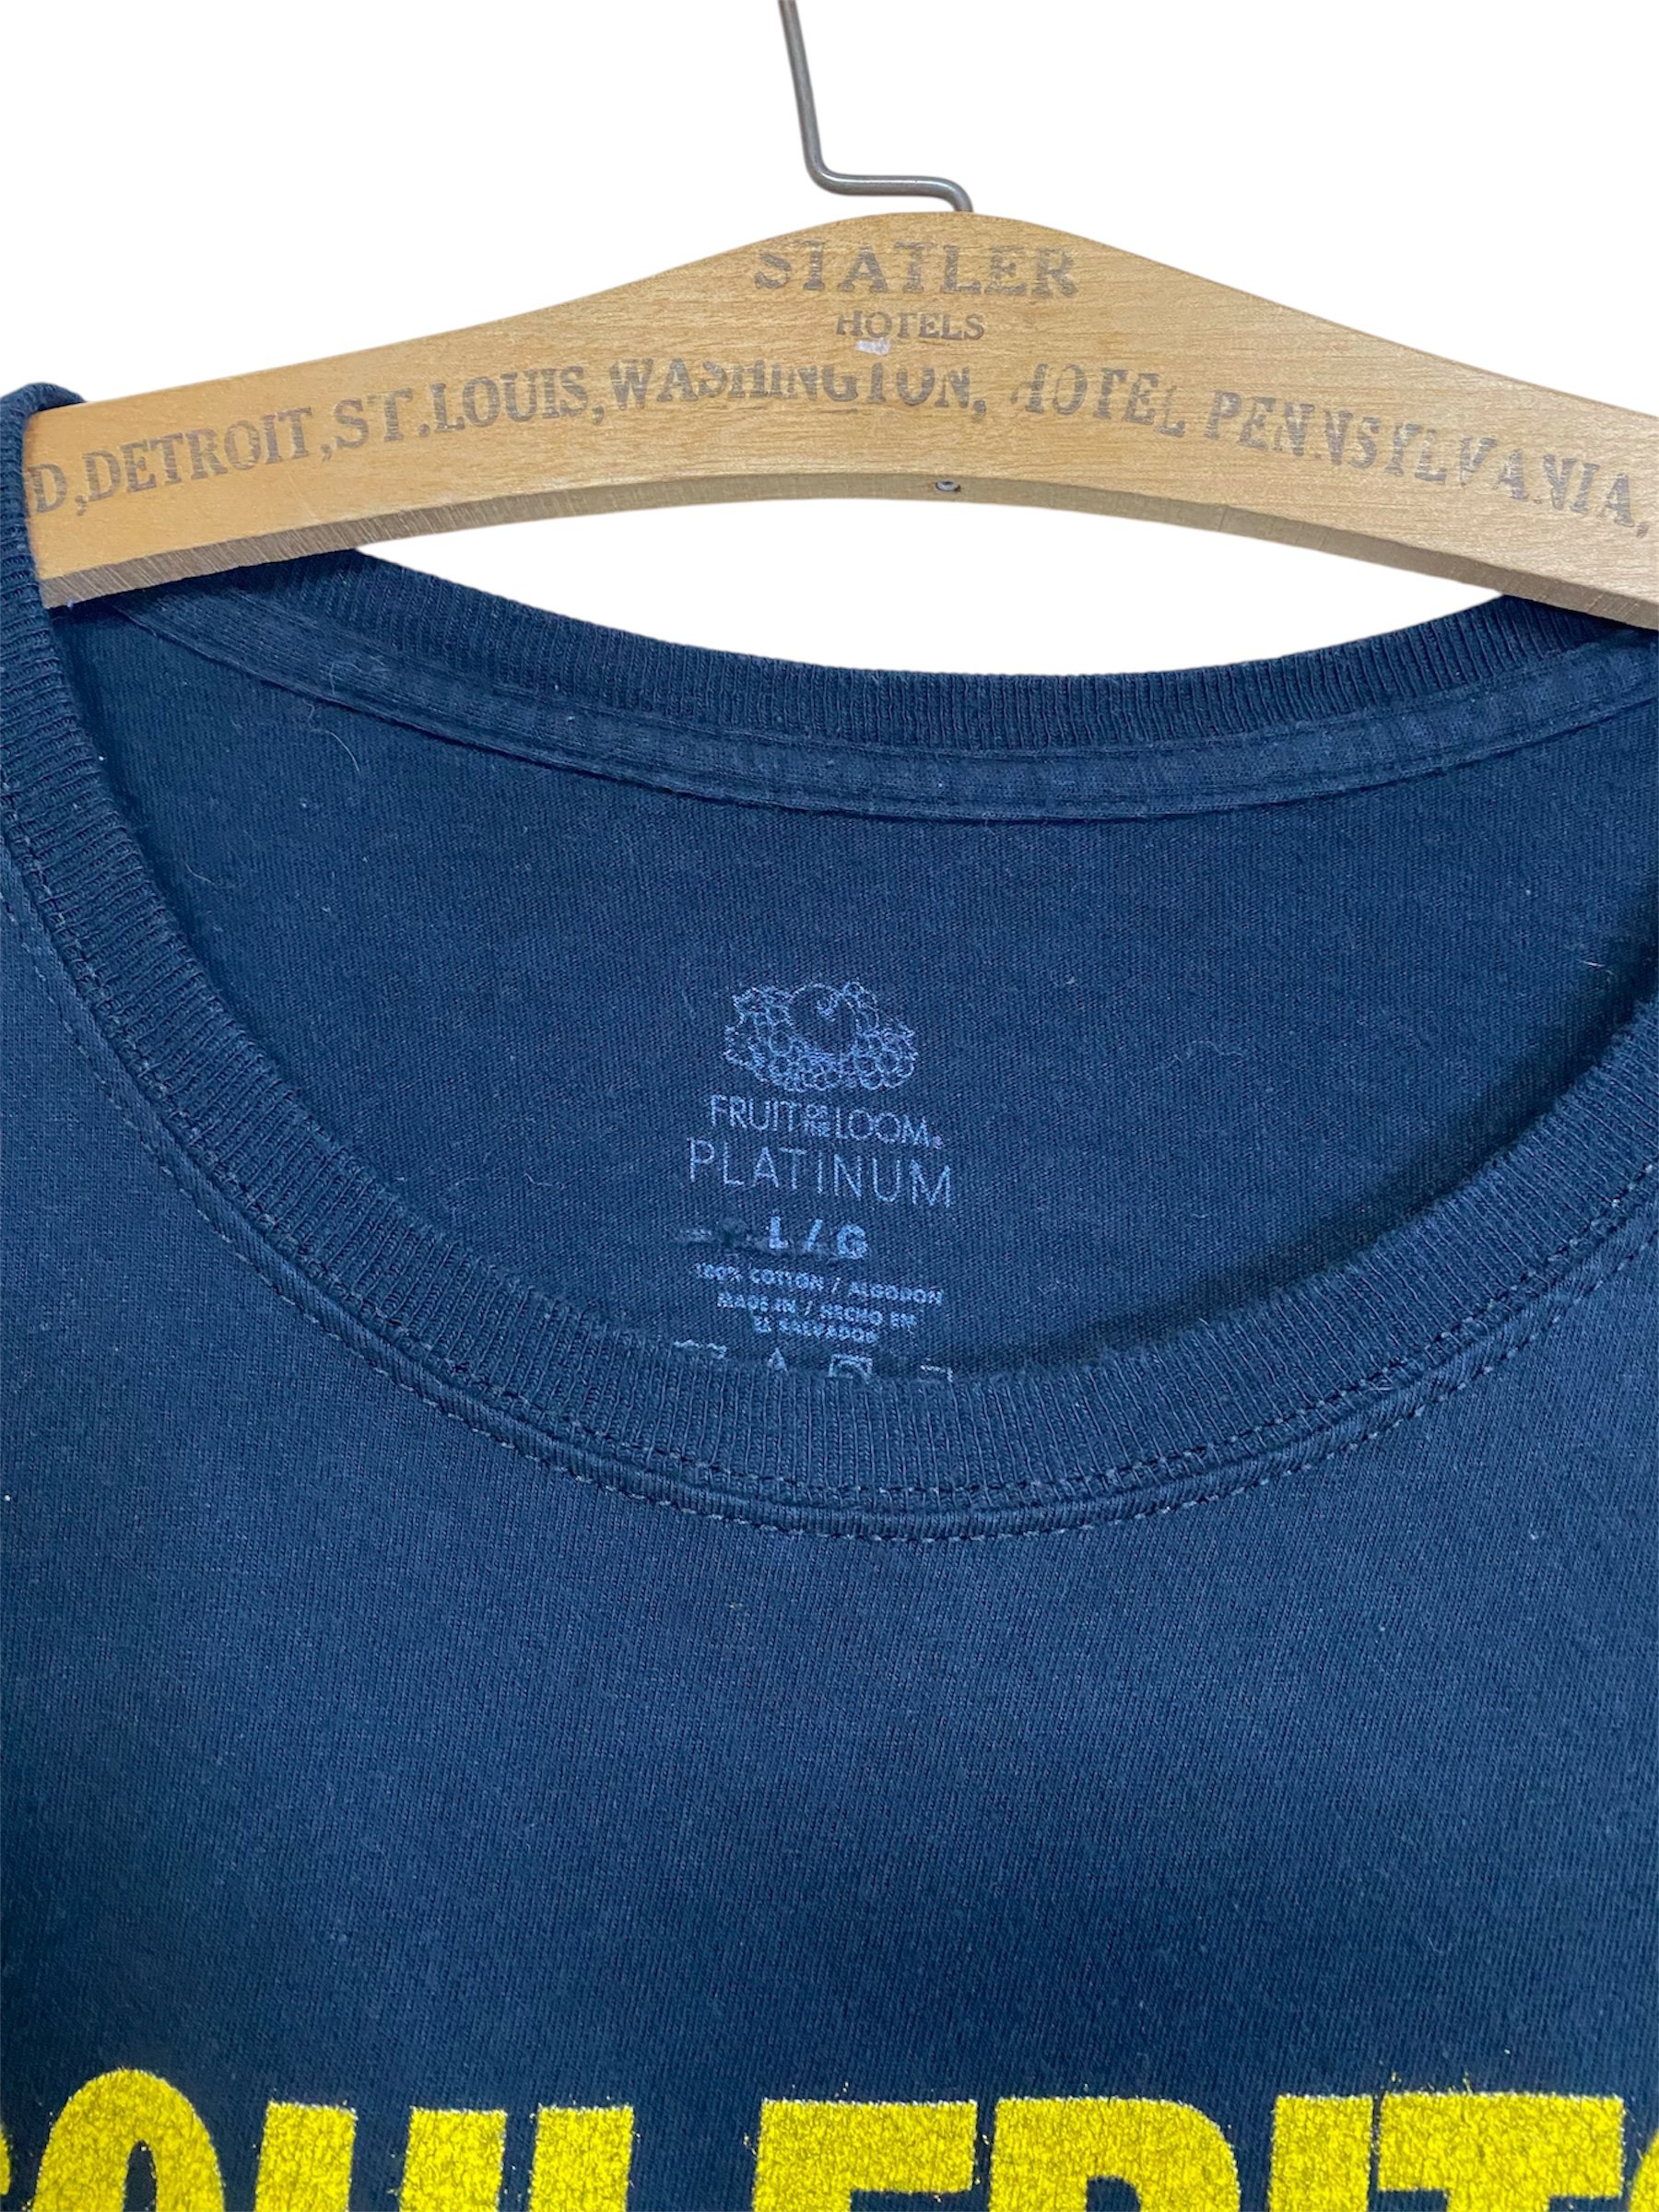 STATLER
HOTELS
D, DETROIT, ST. LOUIS, WASHINGTON, HOTEL PENNSYLVANIA,
FRUIT OF THE LOOM®
PLATINUM
L / G
100% COTTON / ALGODON
MADE IN / HECHO EN
EL SALVADOR